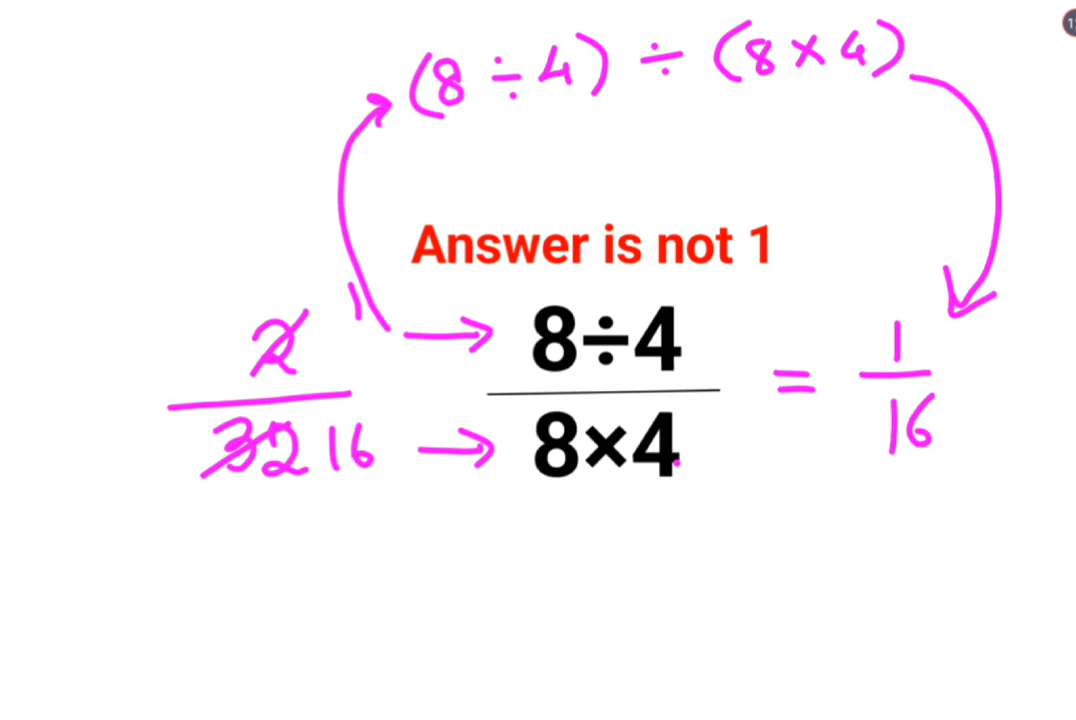 (8 ÷ 4) ÷ (8 × 4)
Answer is not 1
2 1 → 8÷4 = 1
32 16 → 8×4 16